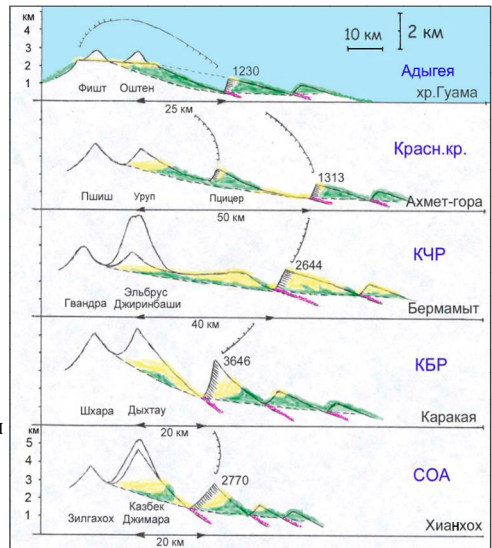 км
5
4
3
2
1
10 км
2 км
1230
Адыгея
Фишт
Оштен
хр.Гуама
25 км
Красн.кр.
1313
Пшиш
Уруп
Пцицер
Ахмет-гора
50 км
КЧР
2644
Гвандра
Эльбрус
Джиринбаши
Бермамыт
40 км
КБР
3646
Шхара
Дыхтау
Каракая
20 км
км
5
4
3
2
1
СОА
2770
Зилгахох
Казбек
Джимара
Хианхох
20 км